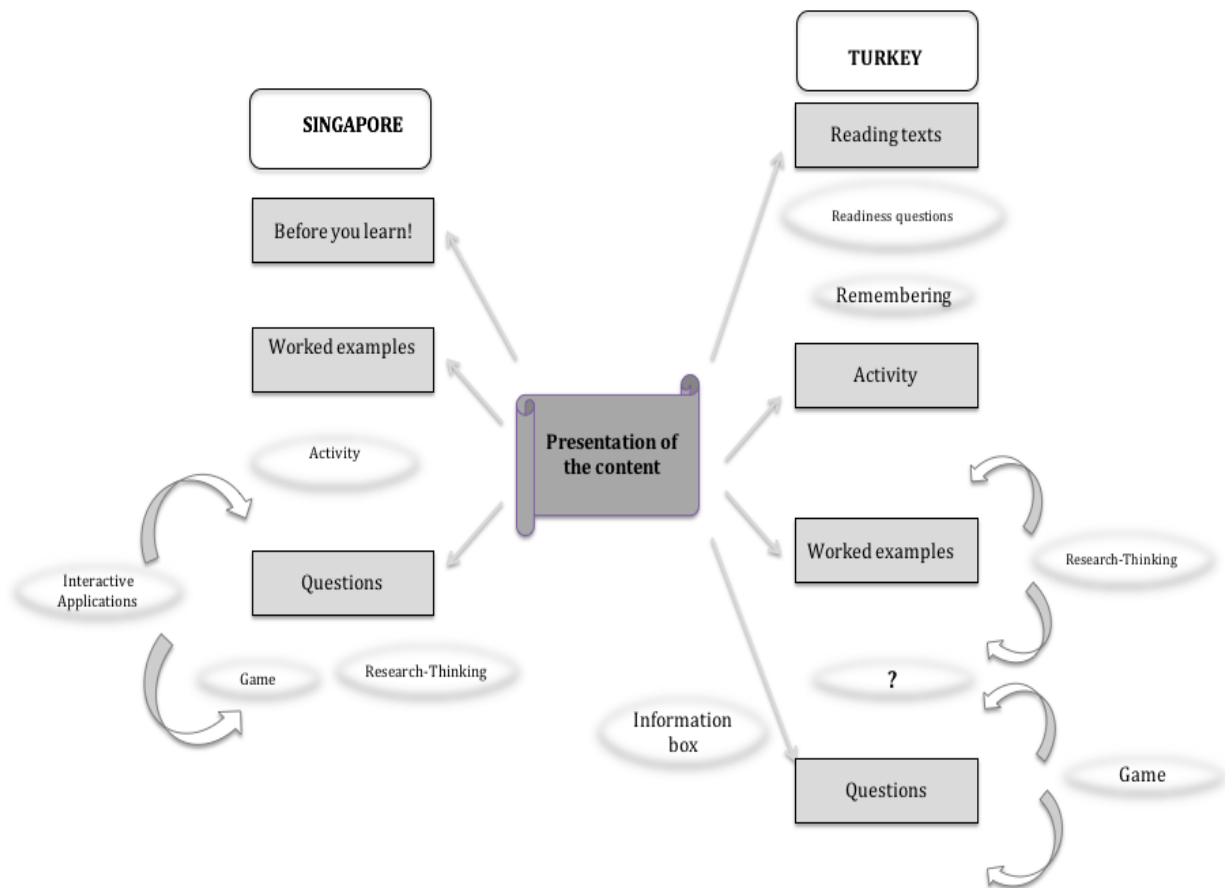 SINGAPORE
Before you learn!
Worked examples
Activity
Questions
Interactive
Applications
Game
Research-Thinking
Presentation of
the content
TURKEY
Reading texts
Readiness questions
Remembering
Activity
Worked examples
Research-Thinking
?
Information
box
Questions
Game